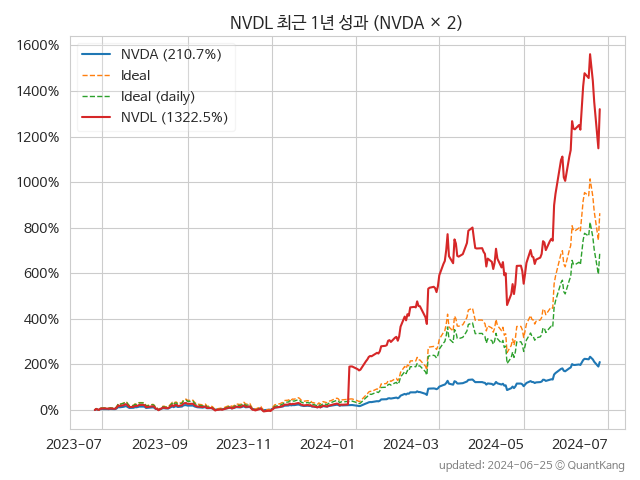 NVDL 최근 1년 성과 (NVDA × 2)
1600%
1400%
1200%
1000%
800%
600%
400%
200%
0%
NVDA (210.7%)
Ideal
Ideal (daily)
NVDL (1322.5%)
2023-07 2023-09 2023-11 2024-01 2024-03 2024-05 2024-07
updated: 2024-06-25 © QuantKang